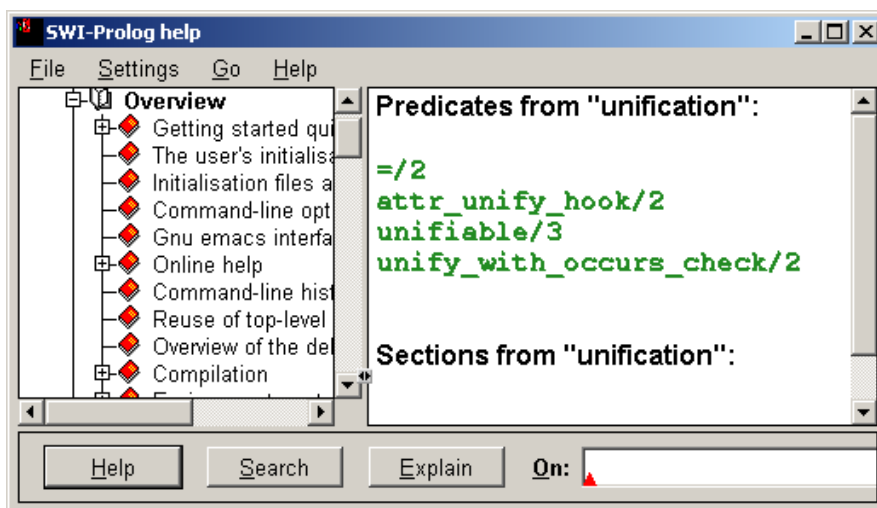 SWI-Prolog help
File Settings Go Help
Overview
Getting started qui
The user's initialisa
Initialisation files a
Command-line opt
Gnu emacs interfa
Online help
Command-line hist
Reuse of top-level
Overview of the del
Compilation
Predicates from "unification":
=/2
attr_unify_hook/2
unifiable/3
unify_with_occurs_check/2
Sections from "unification":
Help Search Explain On: